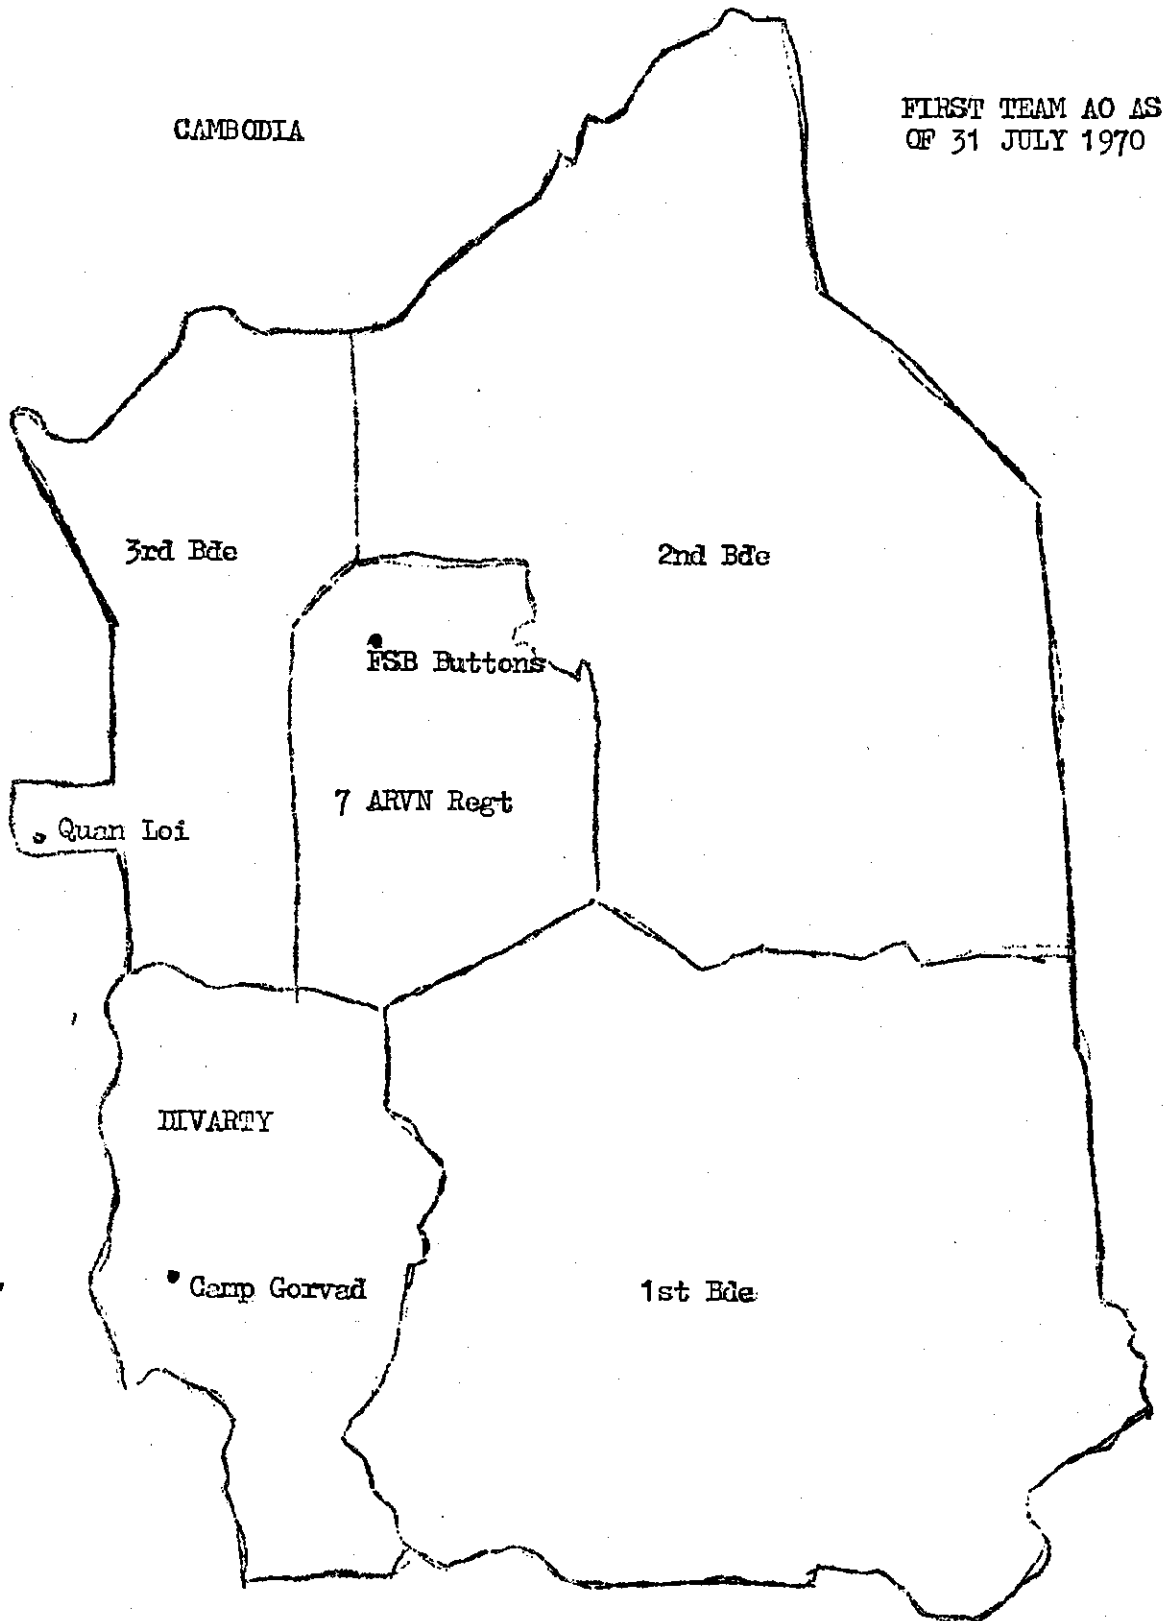 CAMBODIA
FIRST TEAM AO AS
OF 31 JULY 1970
3rd Bde
2nd Bde
FSB Buttons
7 ARVN Regt
Quan Loi
DIVARTY
Camp Gorvad
1st Bde